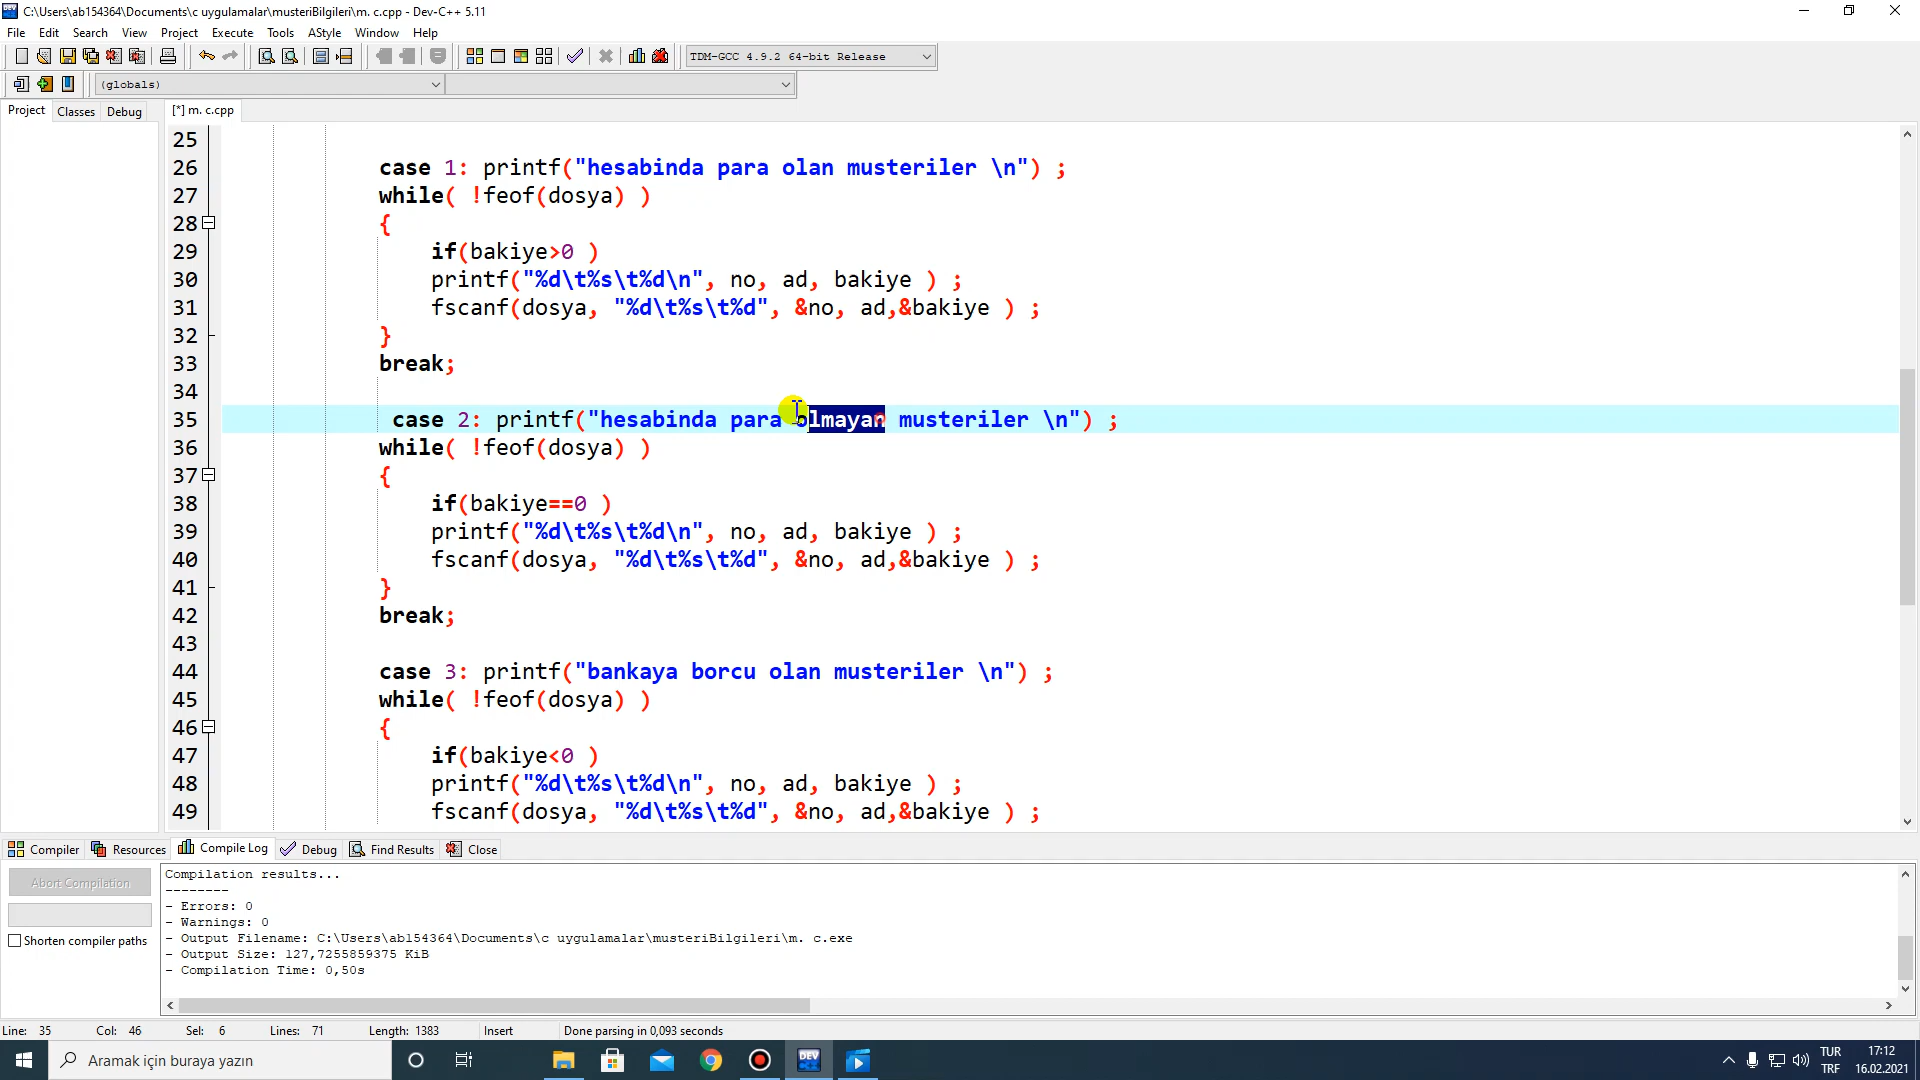 C:\Users\ab154364\Documents\c uygulamalar\musteriBilgileri\m. c.cpp - Dev-C++ 5.11
File Edit Search View Project Execute Tools AStyle Window Help
TDM-GCC 4.9.2 64-bit Release
(globals)
Project Classes Debug [*] m. c.cpp
25
26 case 1: printf("hesabinda para olan musteriler \n") ;
27 while( !feof(dosya) )
28 {
29 if(bakiye>0 )
30 printf("%d\t%s\t%d\n", no, ad, bakiye ) ;
31 fscanf(dosya, "%d\t%s\t%d", &no, ad,&bakiye ) ;
32 }
33 break;
34
35 case 2: printf("hesabinda para olmayan musteriler \n") ;
36 while( !feof(dosya) )
37 {
38 if(bakiye==0 )
39 printf("%d\t%s\t%d\n", no, ad, bakiye ) ;
40 fscanf(dosya, "%d\t%s\t%d", &no, ad,&bakiye ) ;
41 }
42 break;
43
44 case 3: printf("bankaya borcu olan musteriler \n") ;
45 while( !feof(dosya) )
46 {
47 if(bakiye<0 )
48 printf("%d\t%s\t%d\n", no, ad, bakiye ) ;
49 fscanf(dosya, "%d\t%s\t%d", &no, ad,&bakiye ) ;
Compiler Resources Compile Log Debug Find Results Close
Abort Compilation
Shorten compiler paths
Compilation results...
--------
- Errors: 0
- Warnings: 0
- Output Filename: C:\Users\ab154364\Documents\c uygulamalar\musteriBilgileri\m. c.exe
- Output Size: 127,7255859375 KiB
- Compilation Time: 0,50s
Line: 35 Col: 46 Sel: 6 Lines: 71 Length: 1383 Insert Done parsing in 0,093 seconds
Aramak için buraya yazın
DEV
TUR
TRF
17:12
16.02.2021